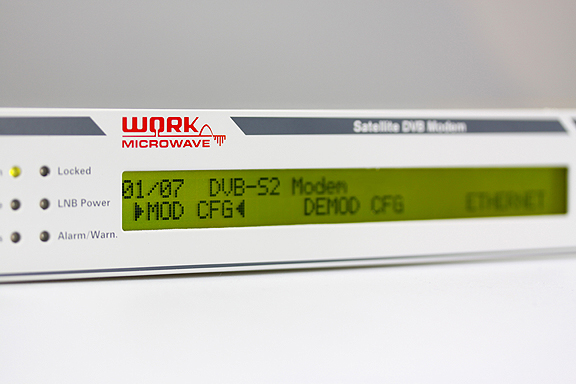 WORK
MICROWAVE
Satellite DVB Modem
Locked
LNB Power
Alarm/Warn.
01/07 DVB-S2 Modem
MOD CFG DEMOD CFG ETHERNET